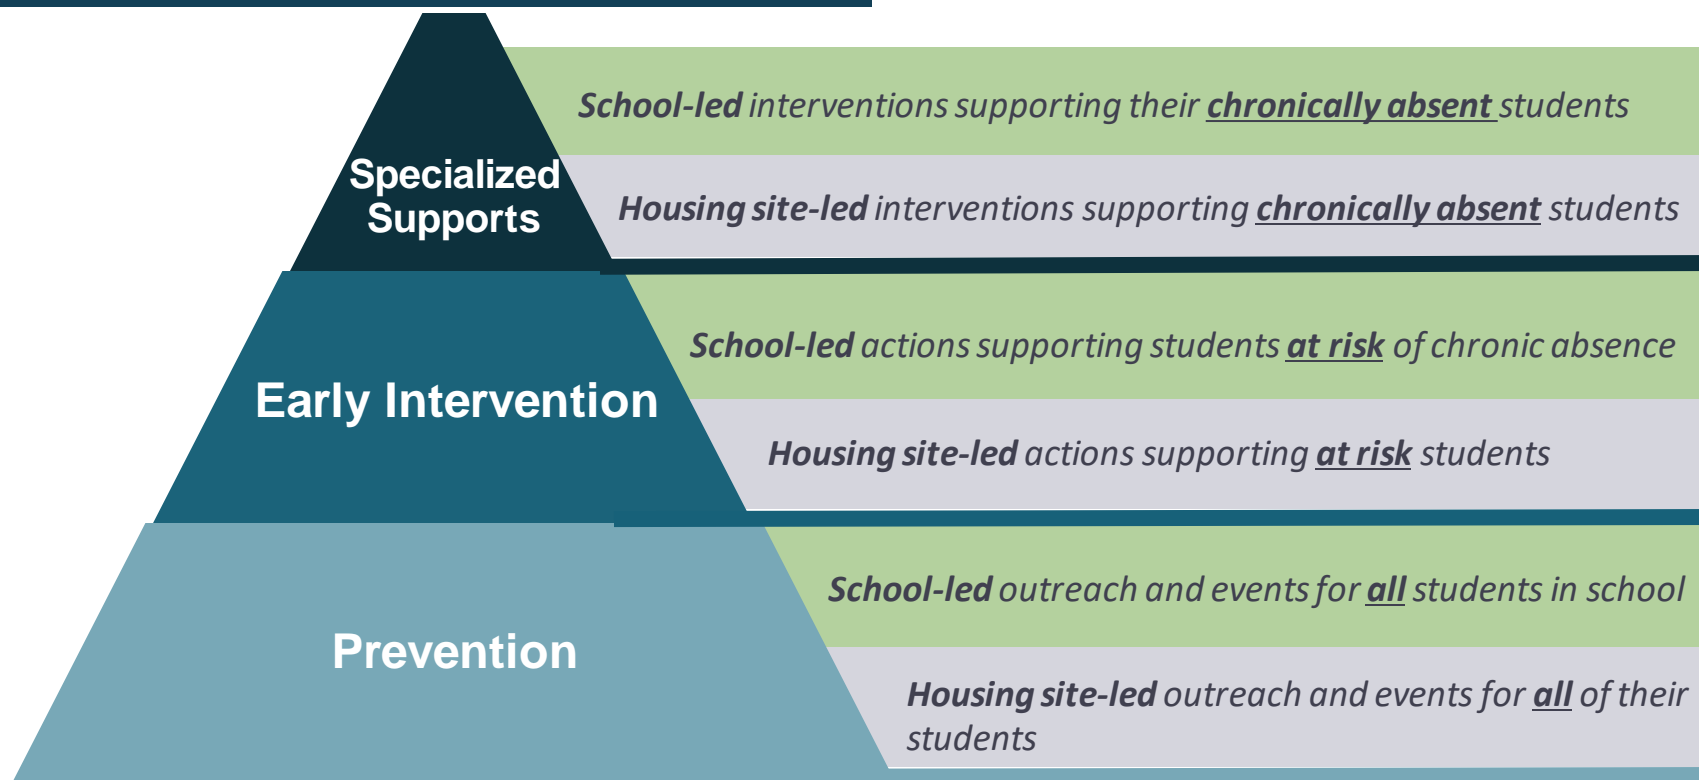 School-led interventions supporting their chronically absent students
Specialized
Supports
Housing site-led interventions supporting chronically absent students
School-led actions supporting students at risk of chronic absence
Early Intervention
Housing site-led actions supporting at risk students
School-led outreach and events for all students in school
Prevention
Housing site-led outreach and events for all of their
students